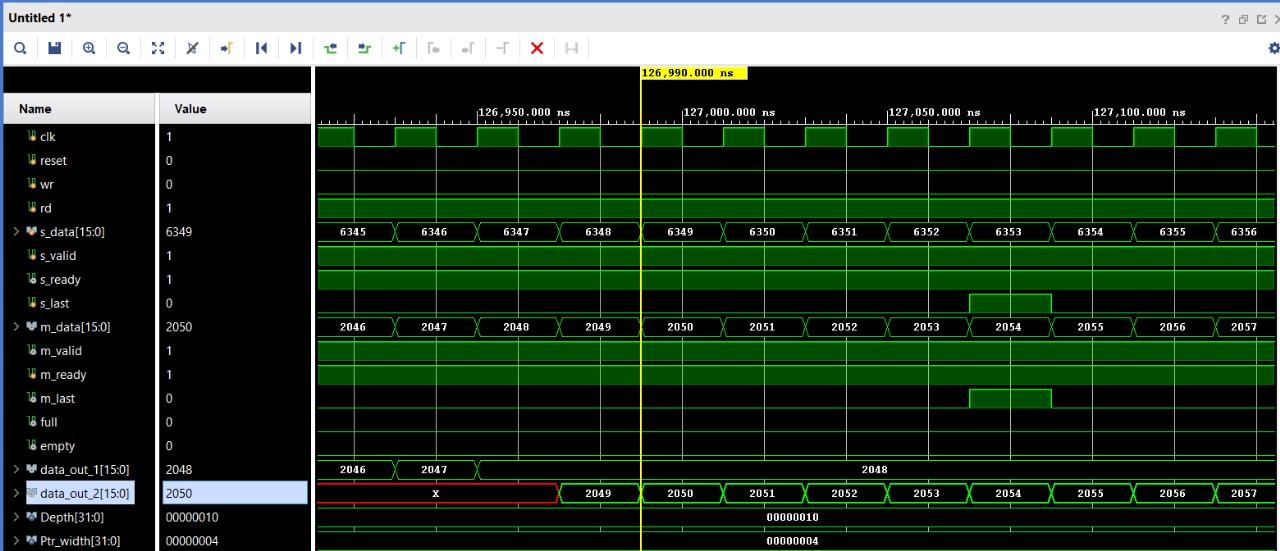 Untitled 1*
126,990.000 ns
126,950.000 ns 127,000.000 ns 127,050.000 ns 127,100.000 ns
Name Value
clk 1
reset 0
wr 0
rd 1
s_data[15:0] 6349 6345 6346 6347 6348 6349 6350 6351 6352 6353 6354 6355 6356
s_valid 1
s_ready 1
s_last 0
m_data[15:0] 2050 2046 2047 2048 2049 2050 2051 2052 2053 2054 2055 2056 2057
m_valid 1
m_ready 1
m_last 0
full 0
empty 0
data_out_1[15:0] 2048 2046 2047 2048
data_out_2[15:0] 2050 X 2049 2050 2051 2052 2053 2054 2055 2056 2057
Depth[31:0] 00000010 00000010
Ptr_width[31:0] 00000004 00000004